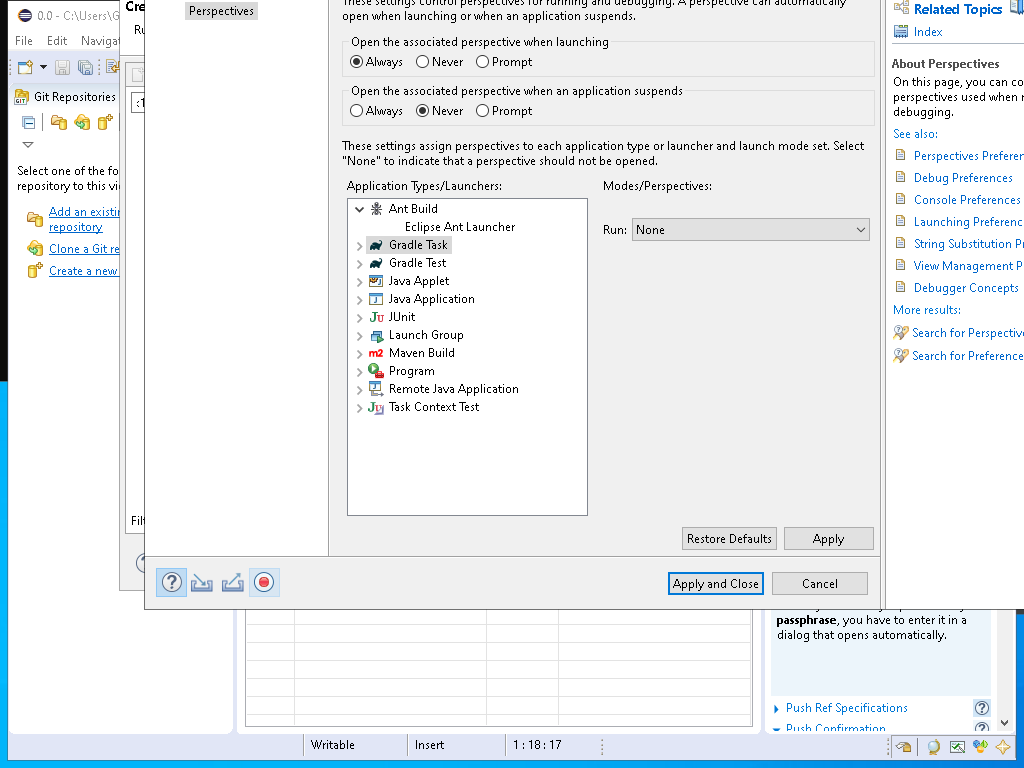 0.0 - C:\Users\G
File Edit Navigat
Git Repositories
Select one of the fo
repository to this vi
Add an existin
repository
Clone a Git re
Create a new
Cre
Ru
:1
Filt
Perspectives
These settings control perspectives for running and debugging. A perspective can automatically
open when launching or when an application suspends.
Open the associated perspective when launching
Always Never Prompt
Open the associated perspective when an application suspends
Always Never Prompt
These settings assign perspectives to each application type or launcher and launch mode set. Select
"None" to indicate that a perspective should not be opened.
Application Types/Launchers:
Modes/Perspectives:
Ant Build
Eclipse Ant Launcher
Gradle Task
Gradle Test
Java Applet
Java Application
JUnit
Launch Group
Maven Build
Program
Remote Java Application
Task Context Test
Run: None
Restore Defaults Apply
Apply and Close Cancel
Related Topics
Index
About Perspectives
On this page, you can co
perspectives used when r
debugging.
See also:
Perspectives Preferen
Debug Preferences
Console Preferences
Launching Preferenc
String Substitution P
View Management P
Debugger Concepts
More results:
Search for Perspective
Search for Preference
passphrase, you have to enter it in a
dialog that opens automatically.
Push Ref Specifications
Push Confirmation
Writable Insert 1 : 18 : 17